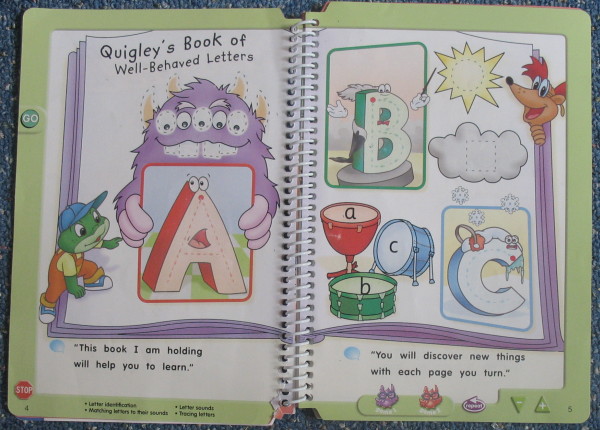 Quigley's Book of
Well-Behaved Letters
GO
A
"This book I am holding
will help you to learn."
STOP
4
• Letter identification
• Matching letters to their sounds
• Letter sounds
• Tracing letters
B
a
c
b
C
"You will discover new things
with each page you turn."
repeat
5